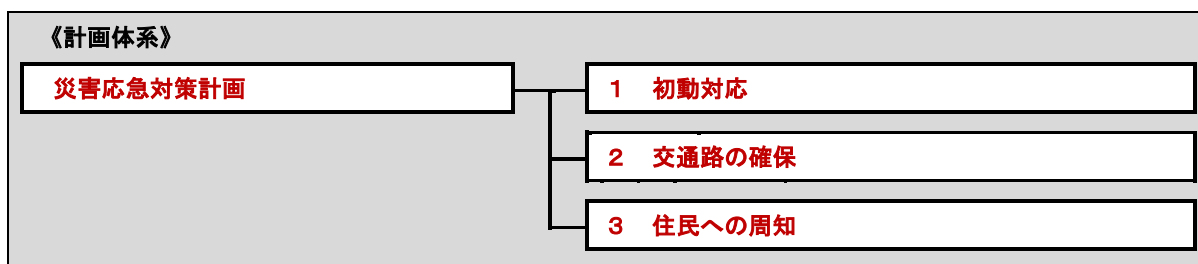 《計画体系》
災害応急対策計画
１　初動対応
２　交通路の確保
３　住民への周知